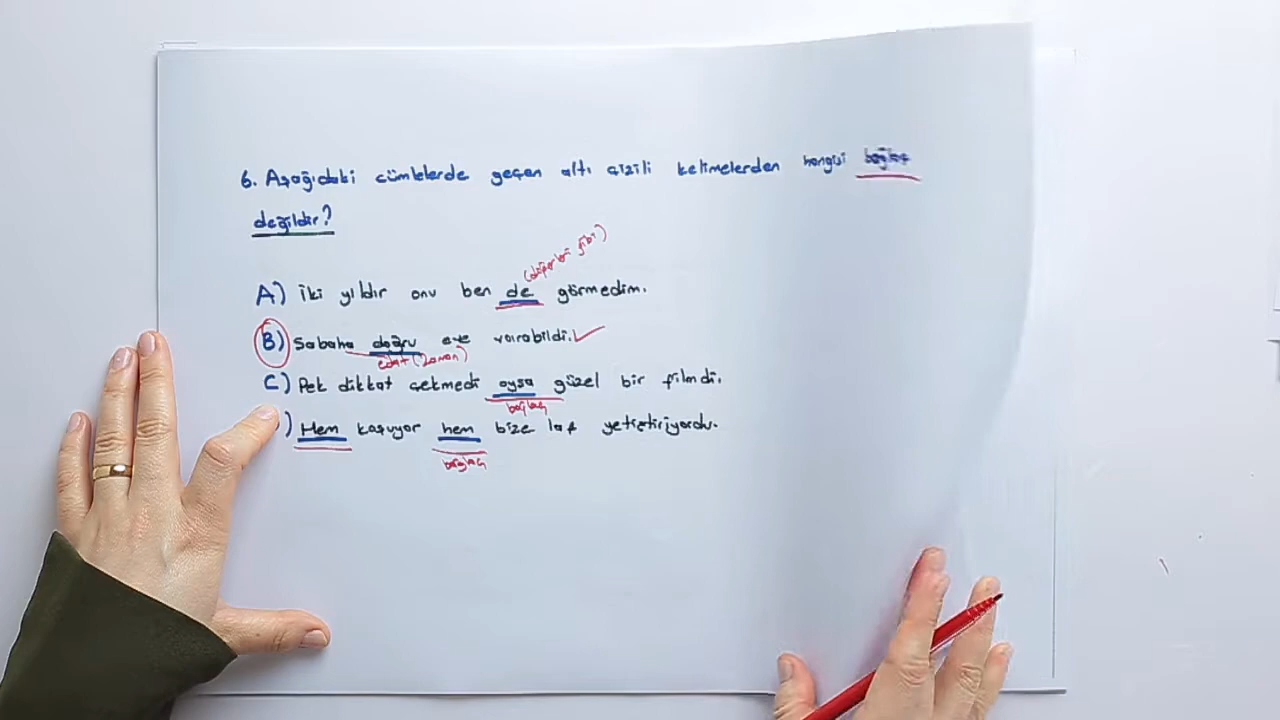 6. Aşağıdaki cümlelerde geçen altı çizili kelimelerden hangisi bağlaç
değildir?
(diğerleri gibi)
A) İki yıldır onu ben de görmedim.
B) Sabaha doğru eve varabildi.
edat (zaman)
C) Pek dikkat çekmedi oysa güzel bir filmdi.
bağlaç
) Hem kaşıyor hem bize laf yetiştiriyordu.
bağlaç